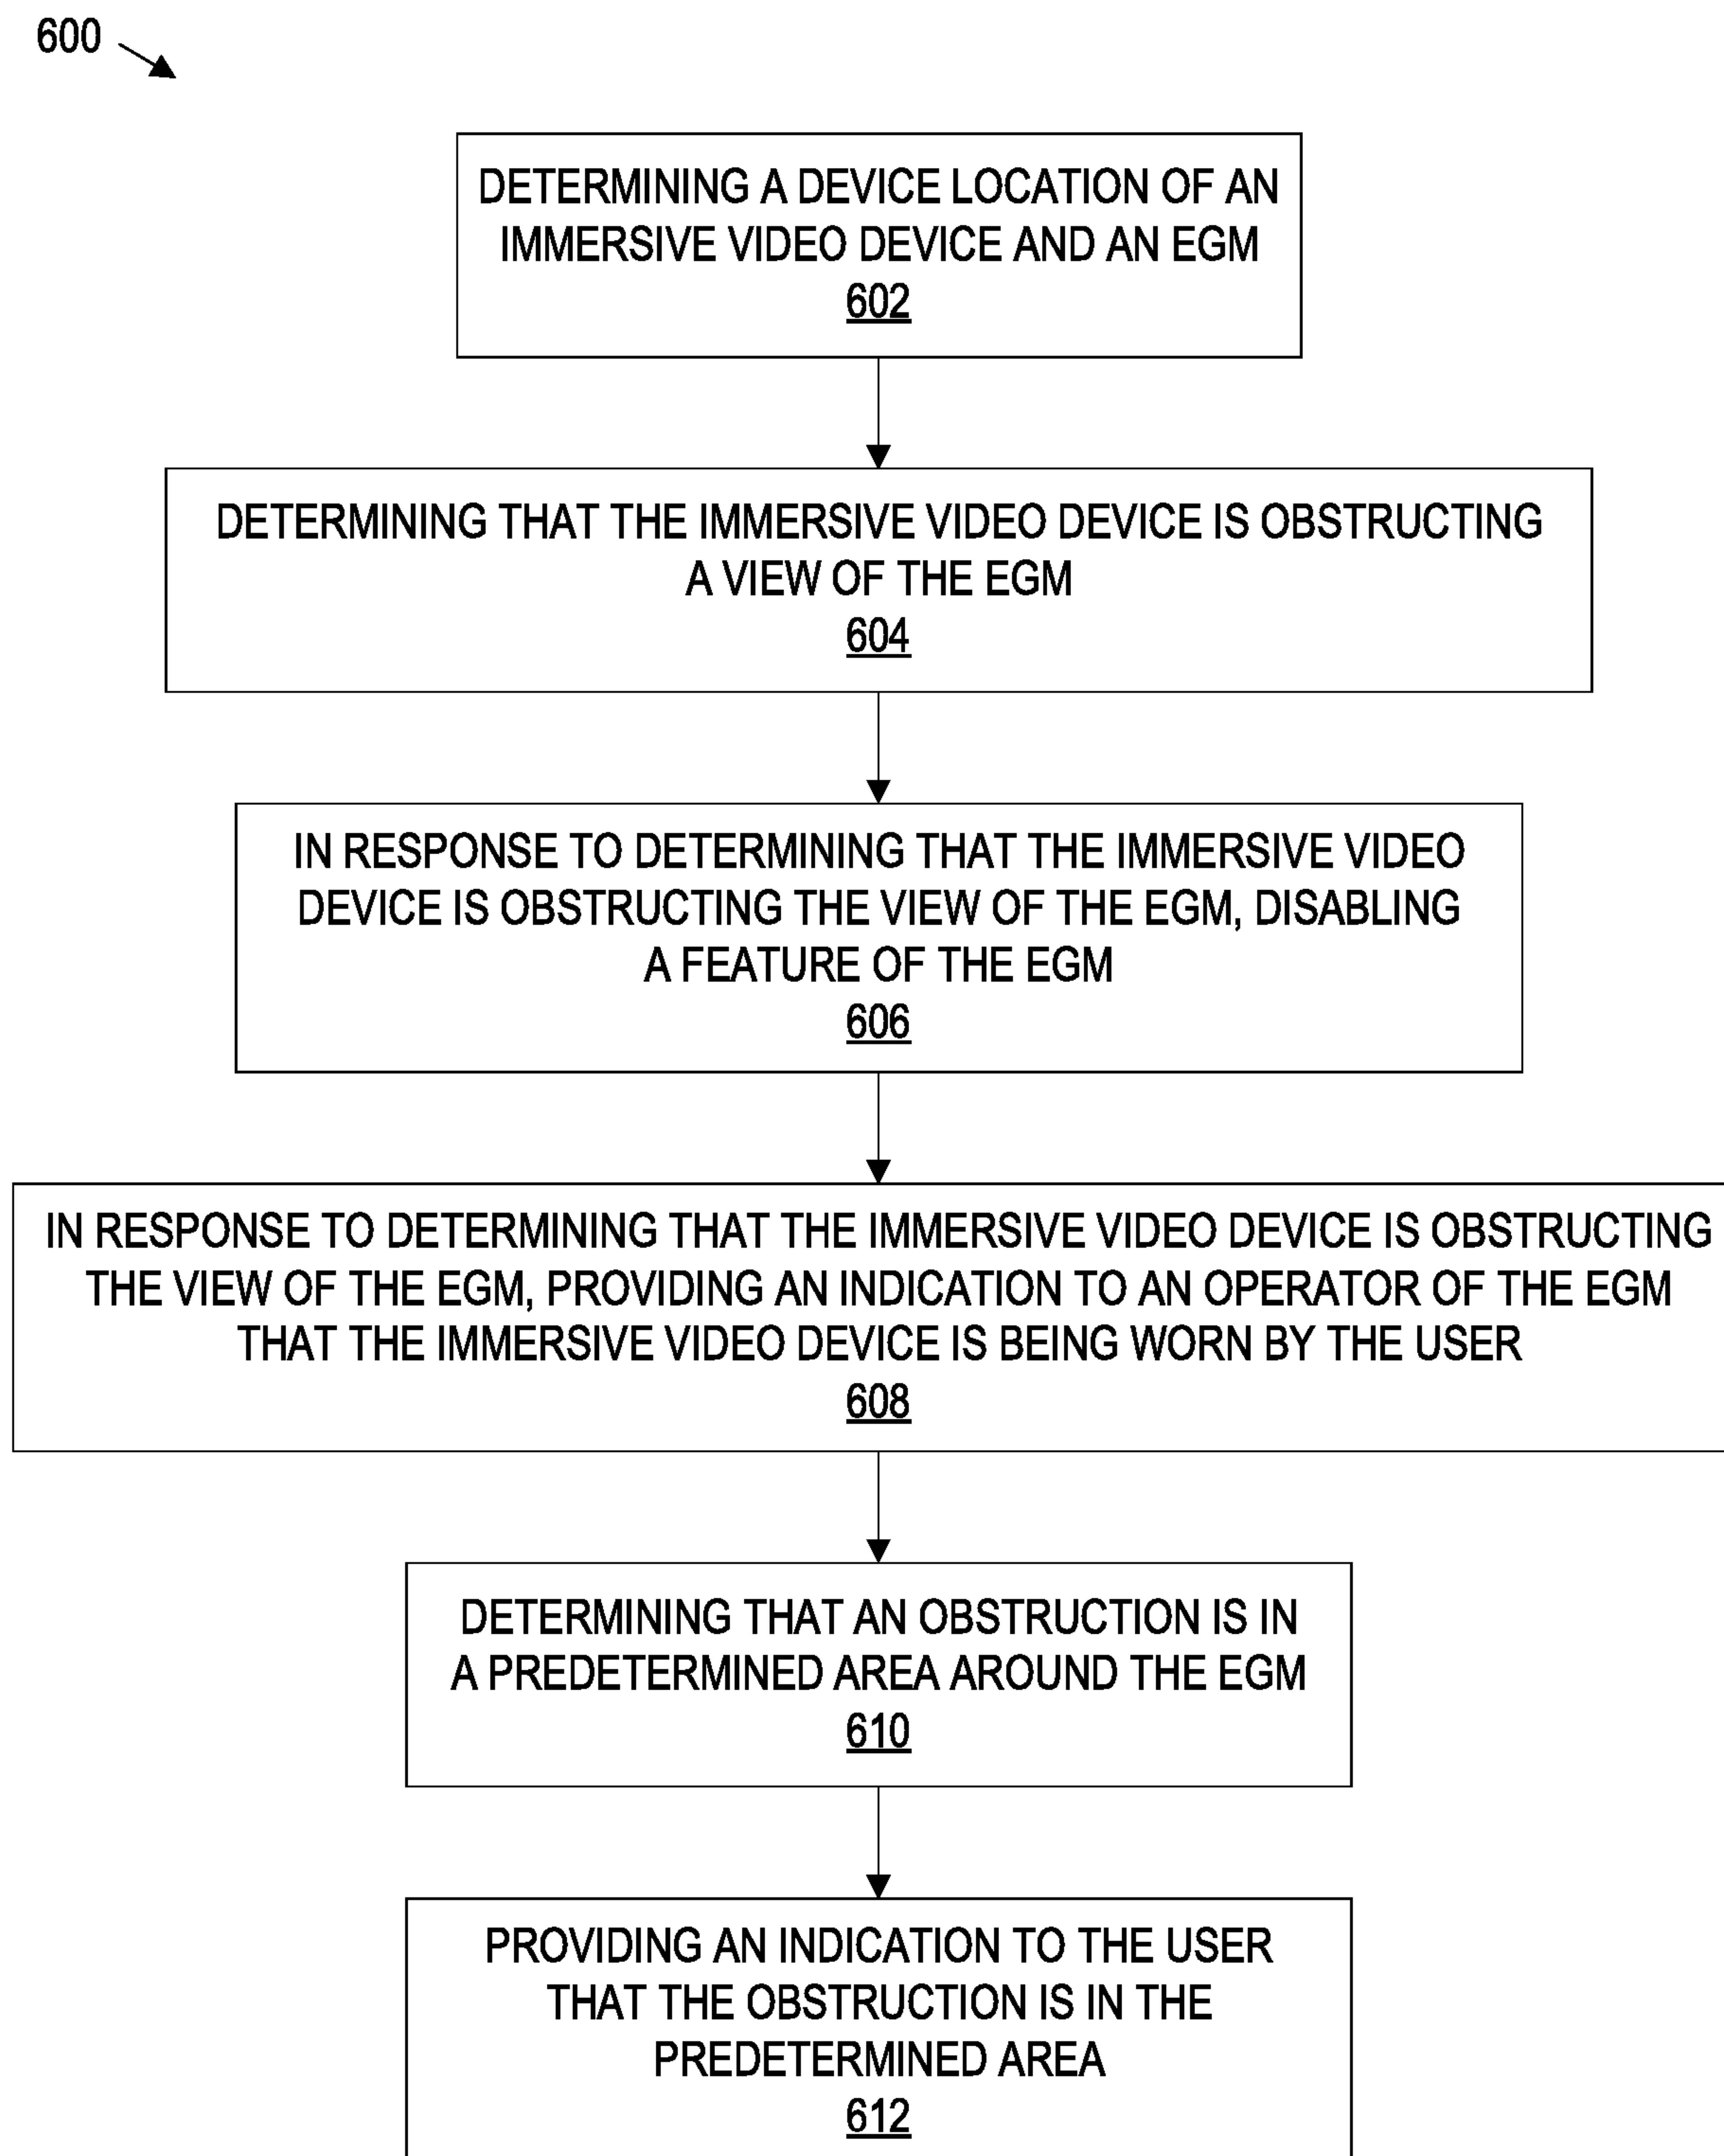 600
DETERMINING A DEVICE LOCATION OF AN
IMMERSIVE VIDEO DEVICE AND AN EGM
602
DETERMINING THAT THE IMMERSIVE VIDEO DEVICE IS OBSTRUCTING
A VIEW OF THE EGM
604
IN RESPONSE TO DETERMINING THAT THE IMMERSIVE VIDEO
DEVICE IS OBSTRUCTING THE VIEW OF THE EGM, DISABLING
A FEATURE OF THE EGM
606
IN RESPONSE TO DETERMINING THAT THE IMMERSIVE VIDEO DEVICE IS OBSTRUCTING
THE VIEW OF THE EGM, PROVIDING AN INDICATION TO AN OPERATOR OF THE EGM
THAT THE IMMERSIVE VIDEO DEVICE IS BEING WORN BY THE USER
608
DETERMINING THAT AN OBSTRUCTION IS IN
A PREDETERMINED AREA AROUND THE EGM
610
PROVIDING AN INDICATION TO THE USER
THAT THE OBSTRUCTION IS IN THE
PREDETERMINED AREA
612